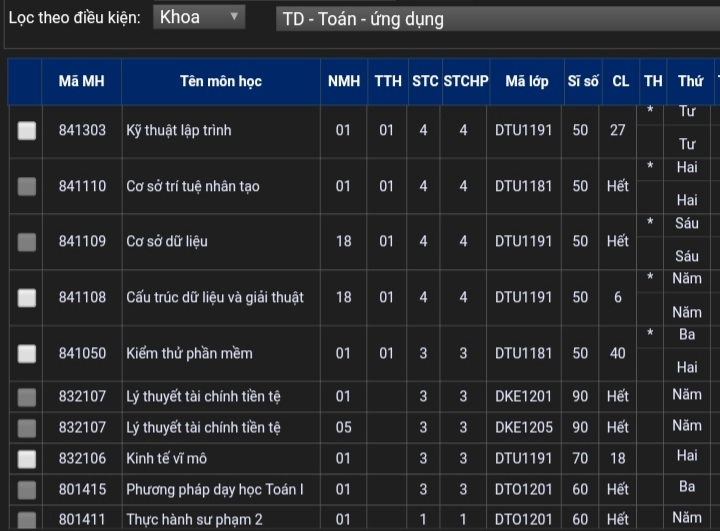 Lọc theo điều kiện: Khoa TD - Toán - ứng dụng
Mã MH Tên môn học NMH TTH STC STCHP Mã lớp Sĩ số CL TH Thứ
841303 Kỹ thuật lập trình 01 01 4 4 DTU1191 50 27 * Tư
Tư
841110 Cơ sở trí tuệ nhân tạo 01 01 4 4 DTU1181 50 Hết * Hai
Hai
841109 Cơ sở dữ liệu 18 01 4 4 DTU1191 50 Hết * Sáu
Sáu
841108 Cấu trúc dữ liệu và giải thuật 18 01 4 4 DTU1191 50 6 * Năm
Năm
841050 Kiểm thử phần mềm 01 01 3 3 DTU1181 50 40 * Ba
Hai
832107 Lý thuyết tài chính tiền tệ 01 3 3 DKE1201 90 Hết Năm
832107 Lý thuyết tài chính tiền tệ 05 3 3 DKE1205 90 Hết Năm
832106 Kinh tế vĩ mô 01 3 3 DTU1191 70 18 Hai
801415 Phương pháp dạy học Toán I 01 3 3 DTO1201 60 Hết Ba
801411 Thực hành sư phạm 2 01 1 1 DTO1201 60 Hết Năm